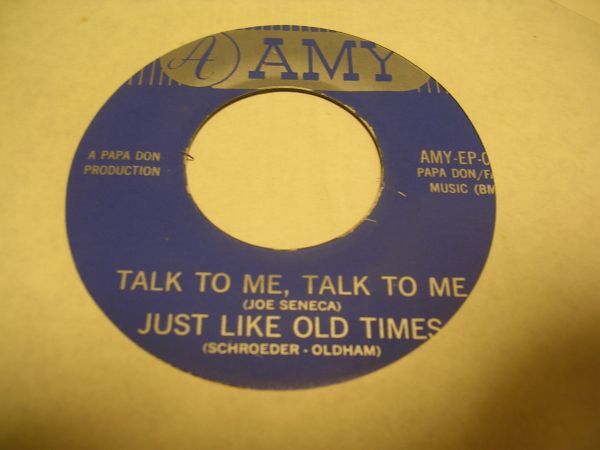 A AMY
A PAPA DON
PRODUCTION
AMY-EP-
PAPA DON/
MUSIC (BM
TALK TO ME, TALK TO ME
(JOE SENECA)
JUST LIKE OLD TIMES
(SCHROEDER - OLDHAM)